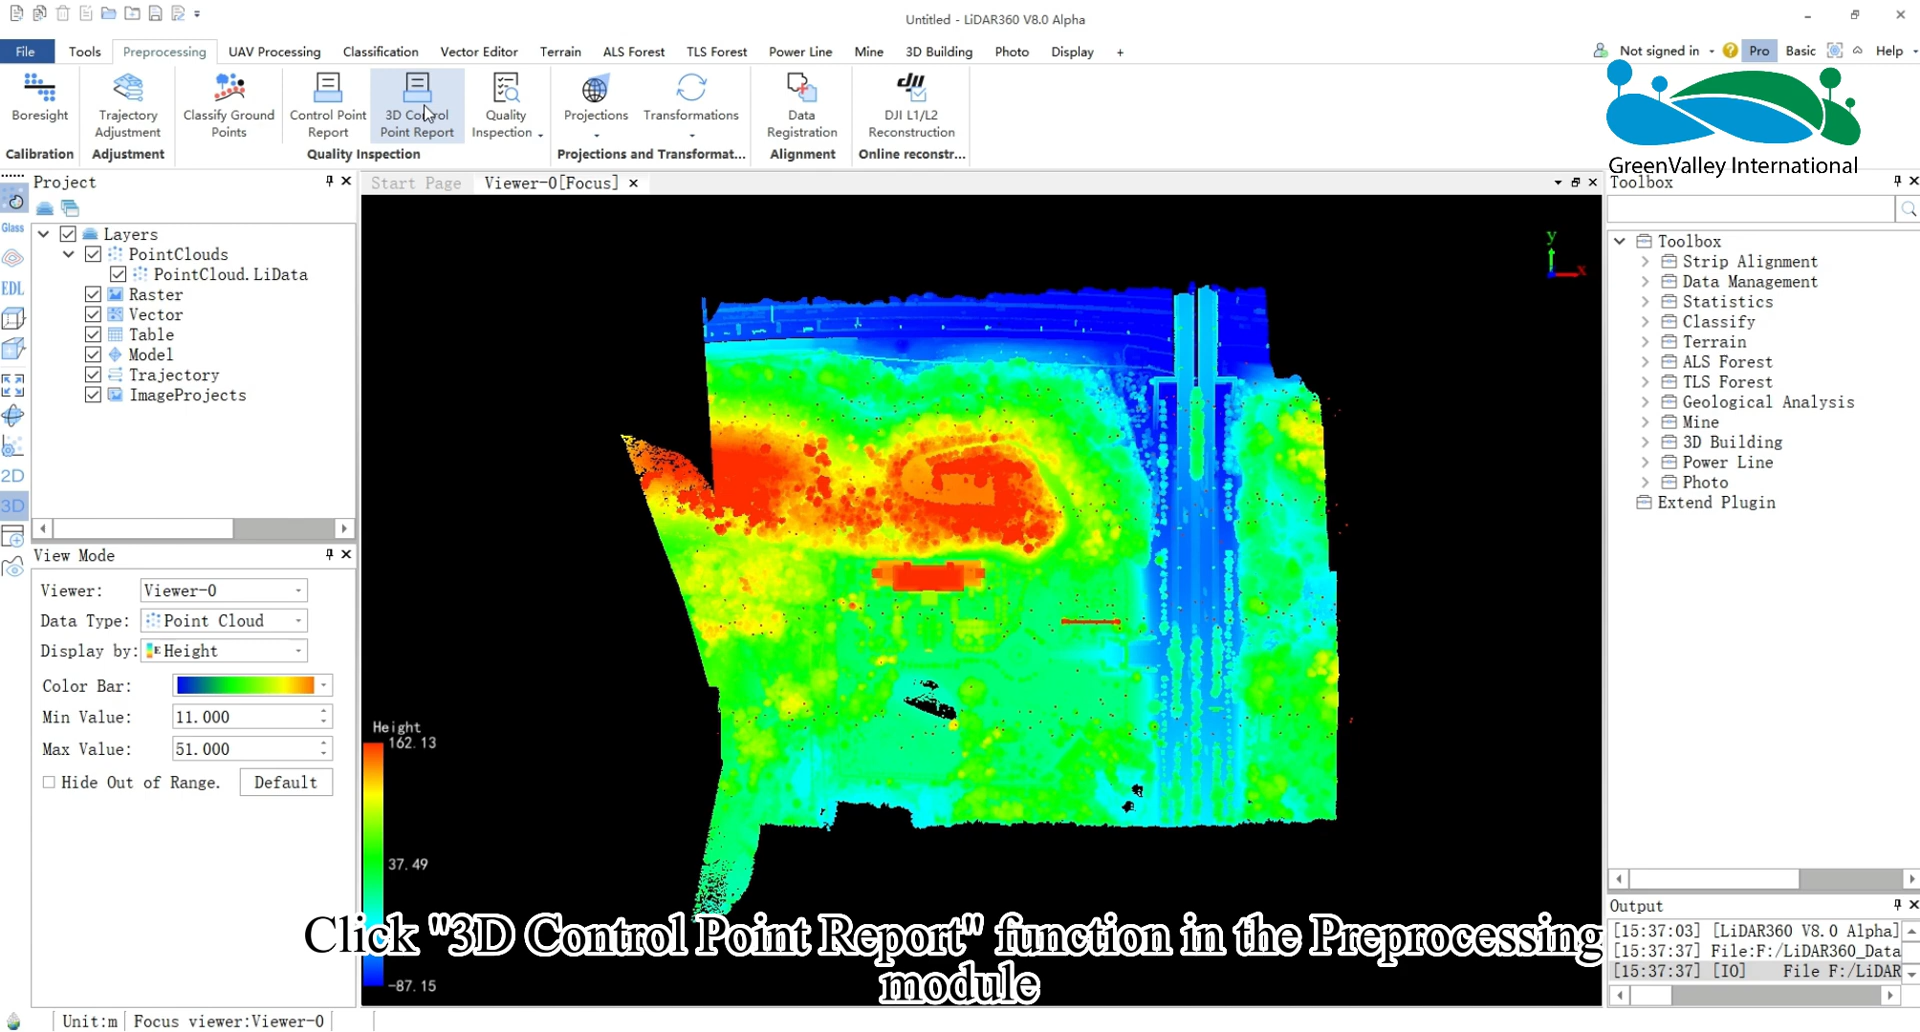 Untitled - LiDAR360 V8.0 Alpha
File Tools Preprocessing UAV Processing Classification Vector Editor Terrain ALS Forest TLS Forest Power Line Mine 3D Building Photo Display + Not signed in Pro Basic Help
Boresight
Trajectory Adjustment
Classify Ground Points
Control Point Report
3D Control Point Report
Quality Inspection
Projections
Transformations
Data Registration
dji
DJI L1/L2 Reconstruction
Calibration Adjustment Quality Inspection Projections and Transformat... Alignment Online reconstr...
GreenValley International
Project
Start Page Viewer-0[Focus]
Toolbox
Glass
EDL
2D
3D
Layers
PointClouds
PointCloud.LiData
Raster
Vector
Table
Model
Trajectory
ImageProjects
View Mode
Viewer: Viewer-0
Data Type: Point Cloud
Display by: E Height
Color Bar:
Min Value: 11.000
Max Value: 51.000
Hide Out of Range. Default
y
x
Height
162.13
37.49
-87.15
Click "3D Control Point Report" function in the Preprocessing
module
Toolbox
Strip Alignment
Data Management
Statistics
Classify
Terrain
ALS Forest
TLS Forest
Geological Analysis
Mine
3D Building
Power Line
Photo
Extend Plugin
Output
[15:37:03] [LiDAR360 V8.0 Alpha]
[15:37:37] File:F:/LiDAR360_Data
[15:37:37] [IO] File F:/LiDAR
Unit:m Focus viewer:Viewer-0